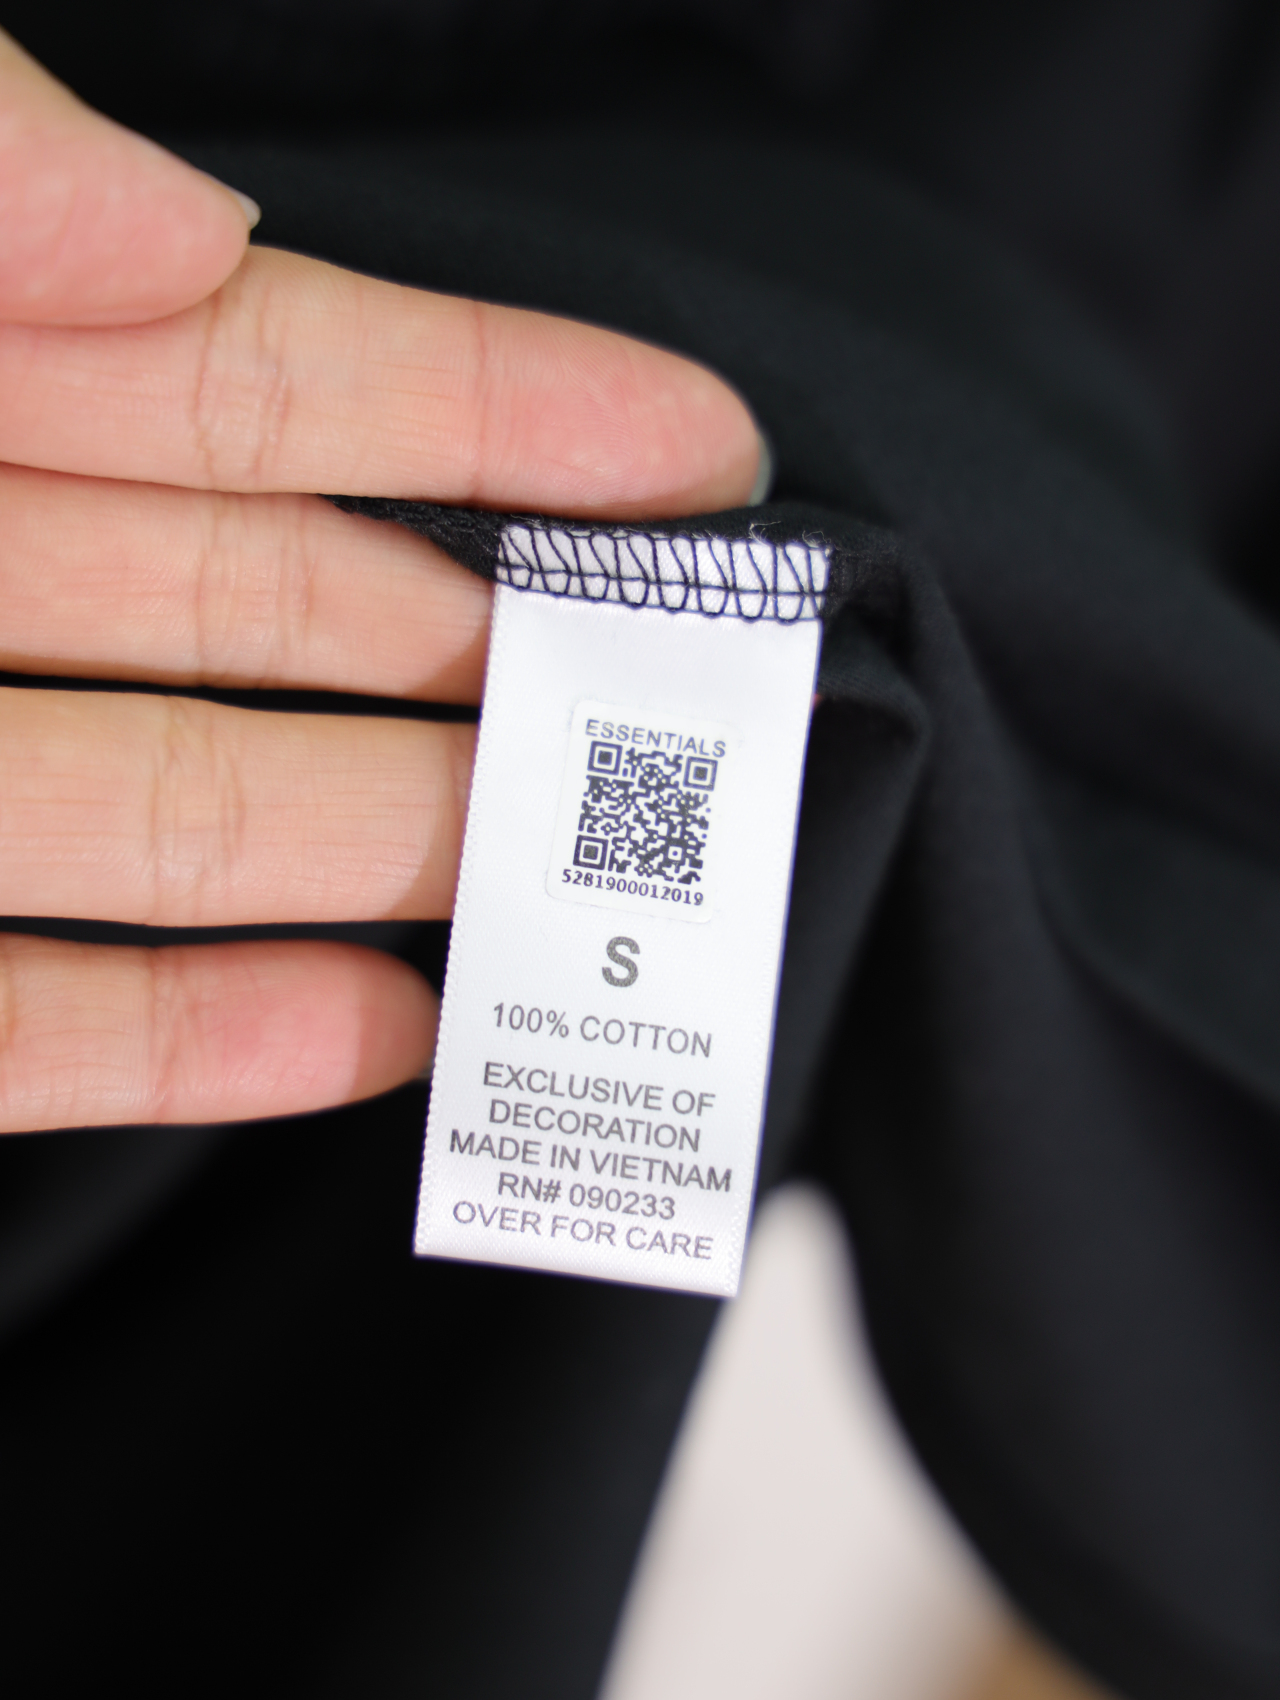 ESSENTIALS
5281900012019
S
100% COTTON
EXCLUSIVE OF
DECORATION
MADE IN VIETNAM
RN# 090233
OVER FOR CARE